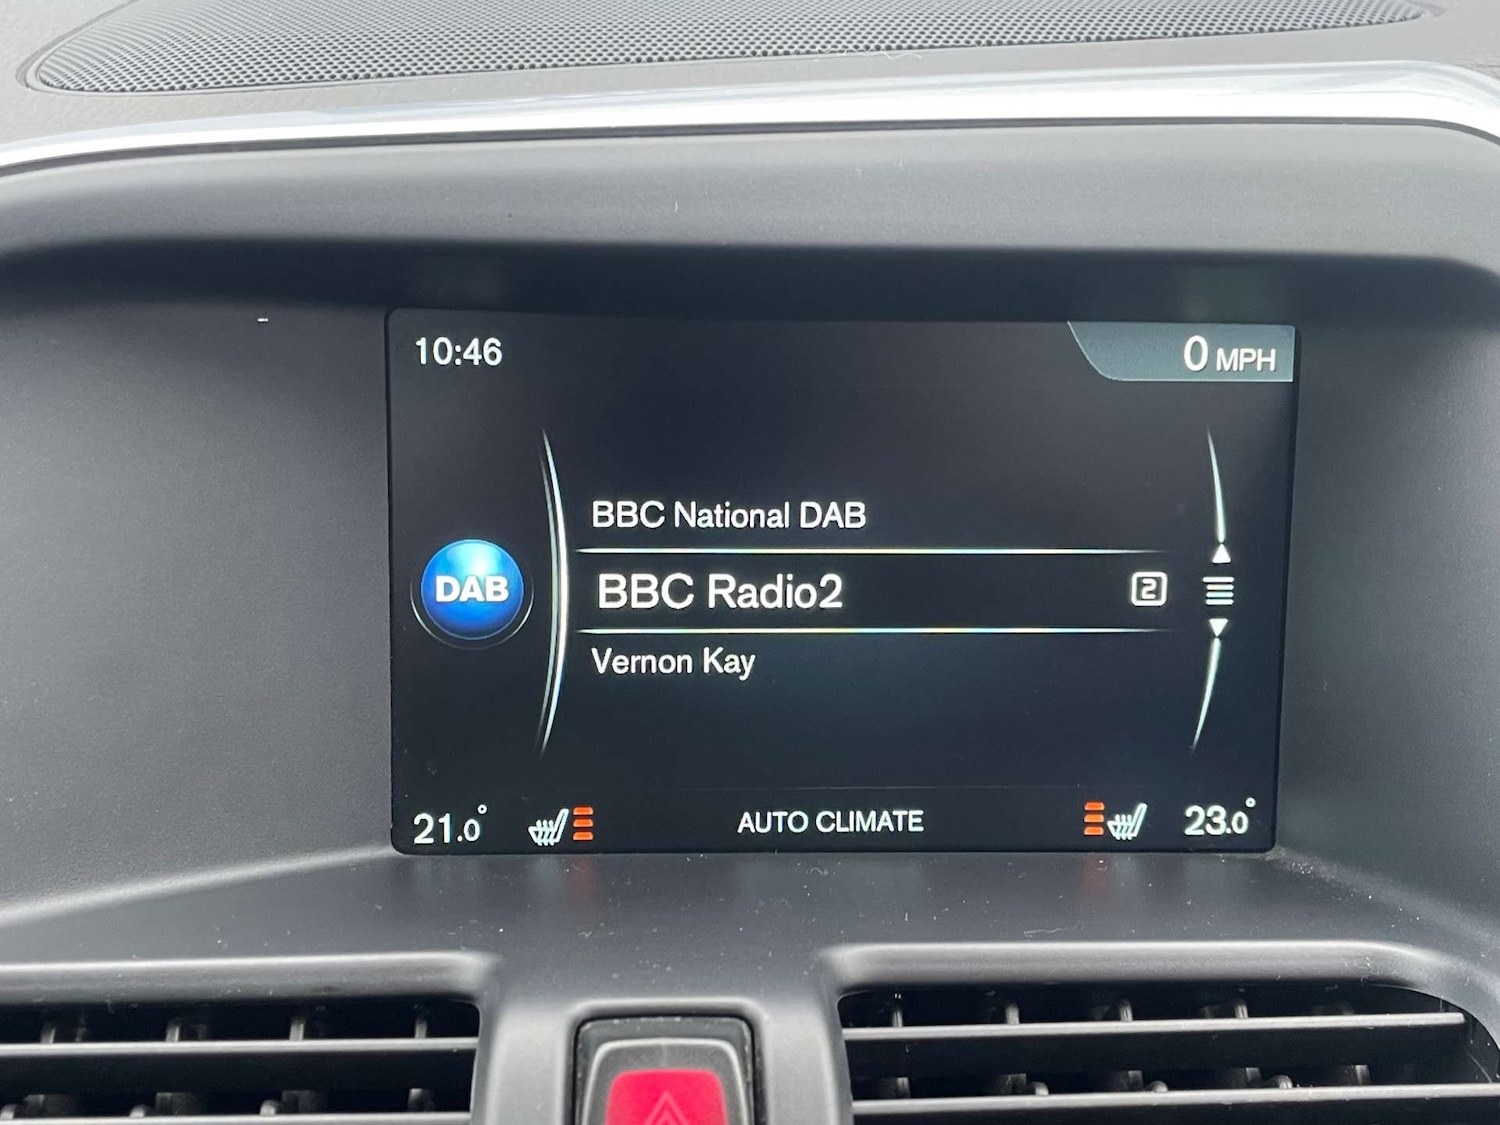 10:46
0 MPH
BBC National DAB
DAB
BBC Radio2
2
Vernon Kay
21.0°
AUTO CLIMATE
23.0°